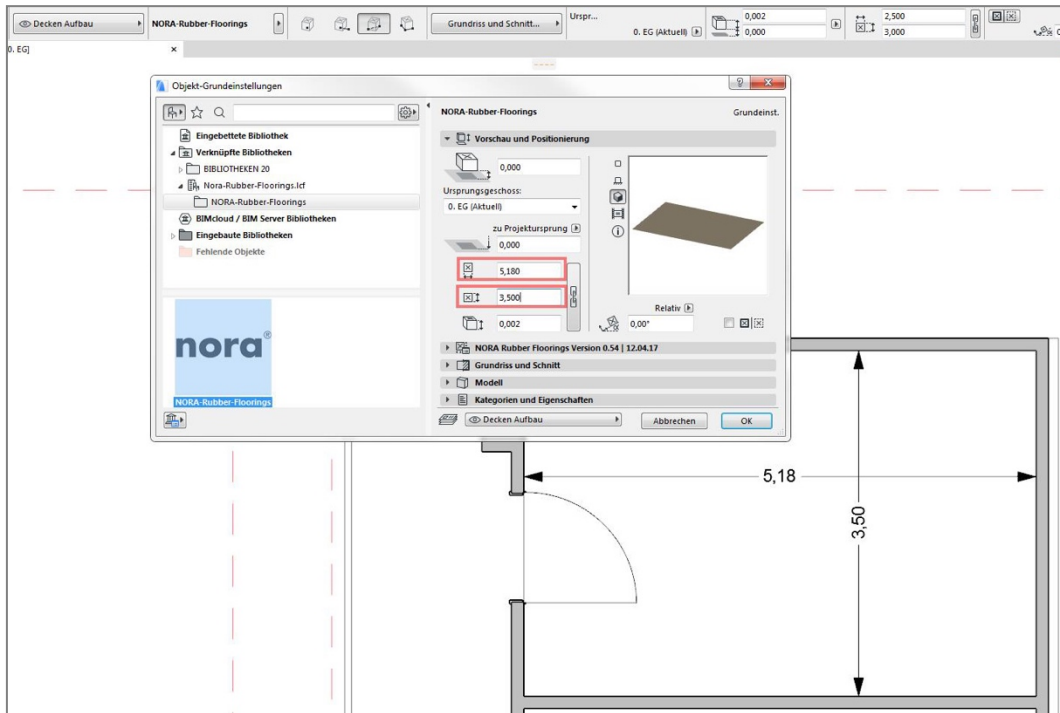 Decken Aufbau
NORA-Rubber-Floorings
Grundriss und Schnitt...
Urspr...
0. EG (Aktuell)
0,002
0,000
2,500
3,000
0. EG]
Objekt-Grundeinstellungen
Eingebettete Bibliothek
Verknüpfte Bibliotheken
BIBLIOTHEKEN 20
Nora-Rubber-Floorings.lcf
NORA-Rubber-Floorings
BIMcloud / BIM Server Bibliotheken
Eingebaute Bibliotheken
Fehlende Objekte
nora®
NORA-Rubber-Floorings
NORA-Rubber-Floorings
Grundeinst.
Vorschau und Positionierung
0,000
Ursprungsgeschoss:
0. EG (Aktuell)
zu Projektursprung
0,000
5,180
3,500
0,002
Relativ
0,00°
NORA Rubber Floorings Version 0.54 | 12.04.17
Grundriss und Schnitt
Modell
Kategorien und Eigenschaften
Decken Aufbau
Abbrechen
OK
5,18
3,50